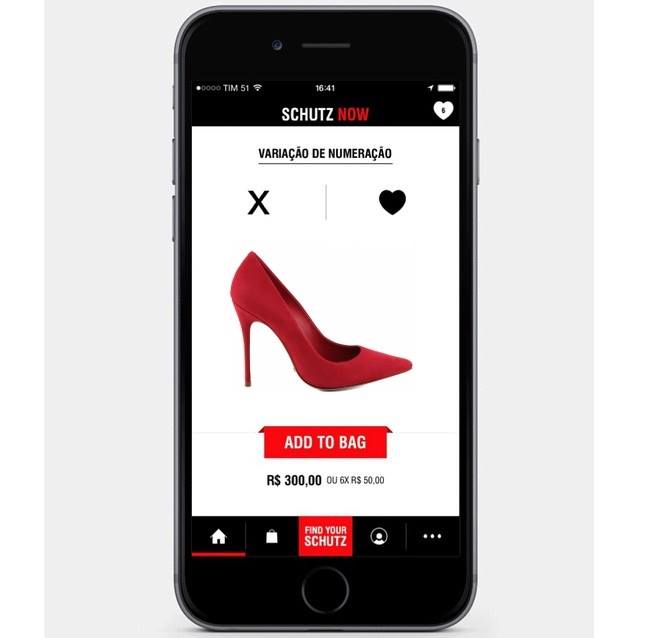 TIM 51
16:41
SCHUTZ NOW
6
VARIAÇÃO DE NUMERAÇÃO
X
ADD TO BAG
R$ 300,00 OU 6X R$ 50,00
FIND YOUR
SCHUTZ